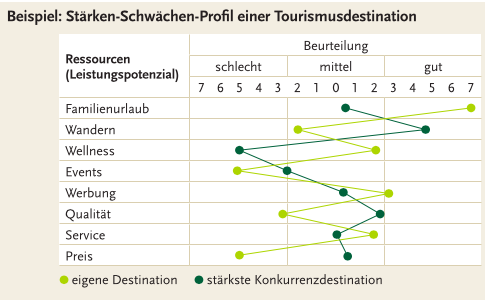 Beispiel: Stärken-Schwächen-Profil einer Tourismusdestination
Ressourcen
(Leistungspotenzial)
Beurteilung
schlecht mittel gut
7 6 5 4 3 2 1 0 1 2 3 4 5 6 7
Familienurlaub
Wandern
Wellness
Events
Werbung
Qualität
Service
Preis
eigene Destination stärkste Konkurrenzdestination